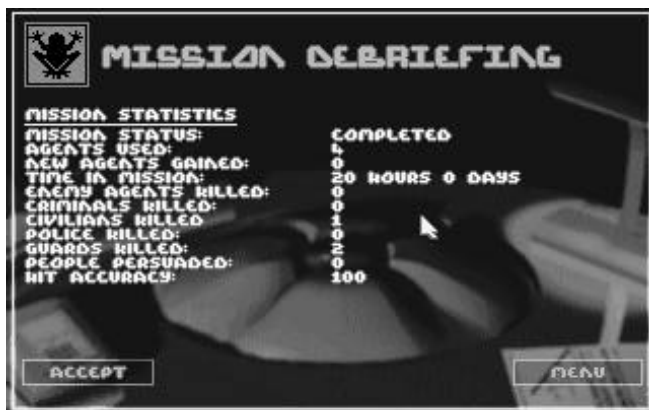 MISSION DEBRIEFING
MISSION STATISTICS
MISSION STATUS: COMPLETED
AGENTS USED: 4
NEW AGENTS GAINED: 0
TIME IN MISSION: 20 HOURS 0 DAYS
ENEMY AGENTS KILLED: 0
CRIMINALS KILLED: 0
CIVILIANS KILLED 1
POLICE KILLED: 0
GUARDS KILLED: 2
PEOPLE PERSUADED: 0
HIT ACCURACY: 100
ACCEPT
MENU